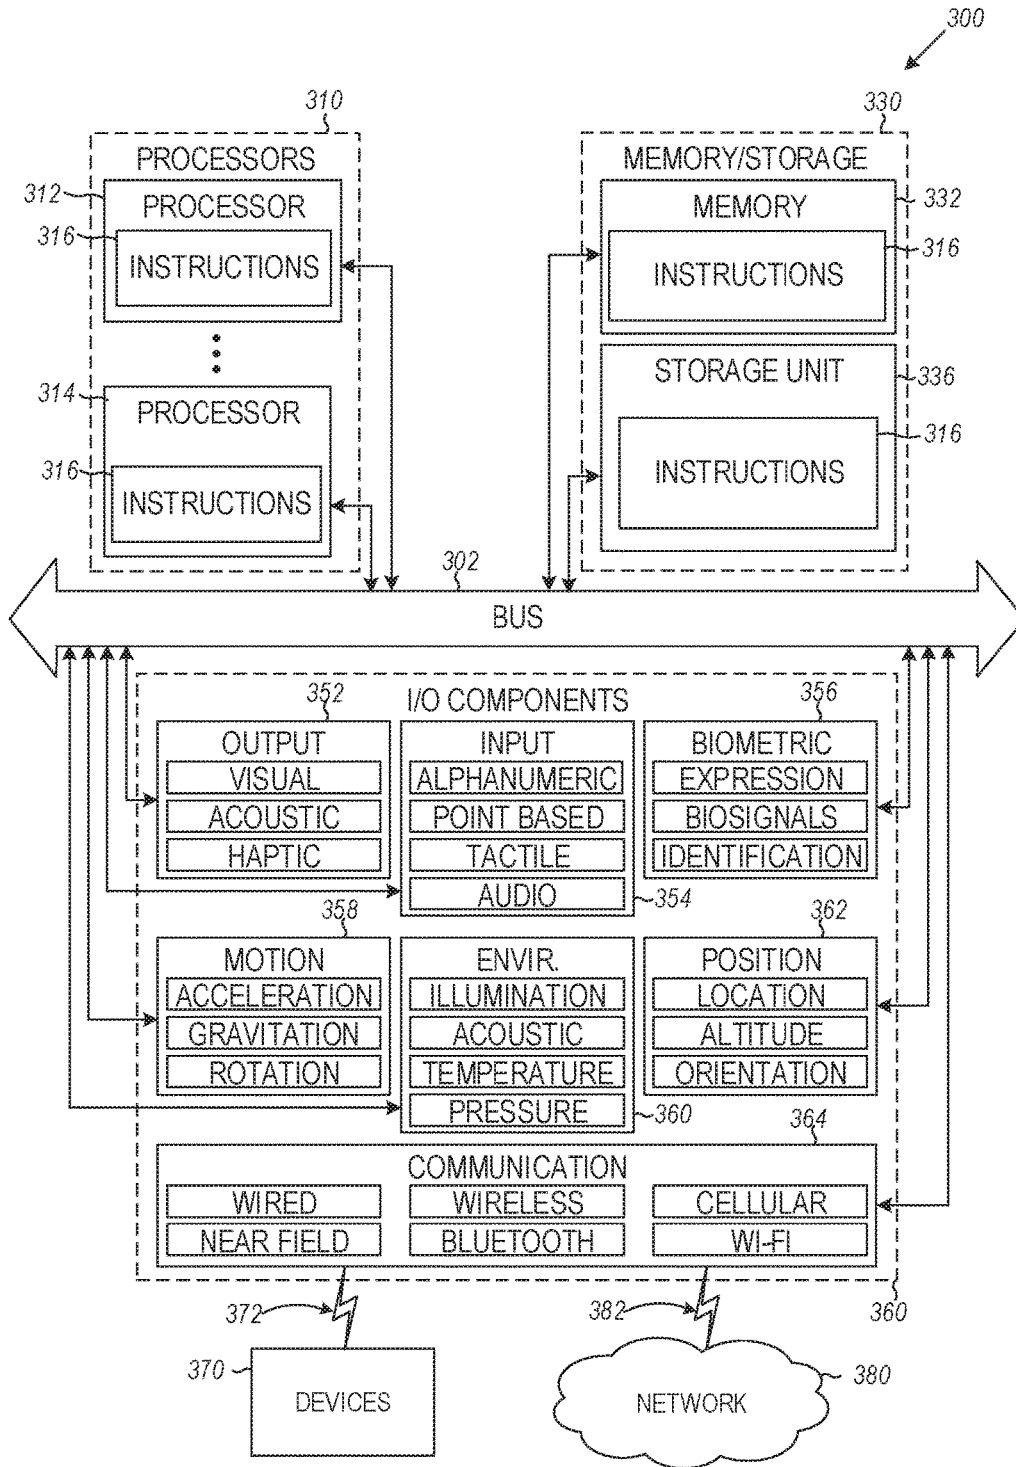 300
310
330
PROCESSORS
MEMORY/STORAGE
312
PROCESSOR
MEMORY
332
316
INSTRUCTIONS
INSTRUCTIONS
316
314
PROCESSOR
STORAGE UNIT
336
316
INSTRUCTIONS
INSTRUCTIONS
316
302
BUS
352
I/O COMPONENTS
356
OUTPUT
VISUAL
ACOUSTIC
HAPTIC
INPUT
ALPHANUMERIC
POINT BASED
TACTILE
AUDIO
354
BIOMETRIC
EXPRESSION
BIOSIGNALS
IDENTIFICATION
358
362
MOTION
ACCELERATION
GRAVITATION
ROTATION
ENVIR.
ILLUMINATION
ACOUSTIC
TEMPERATURE
PRESSURE
360
POSITION
LOCATION
ALTITUDE
ORIENTATION
364
COMMUNICATION
WIRED
WIRELESS
CELLULAR
NEAR FIELD
BLUETOOTH
WI-FI
372
382
360
370
DEVICES
NETWORK
380